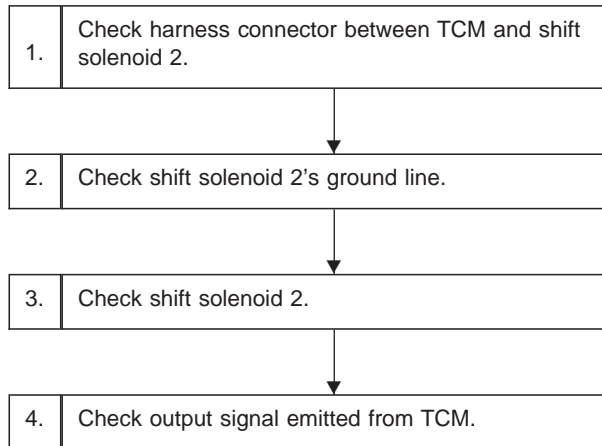 1. Check harness connector between TCM and shift
solenoid 2.
2. Check shift solenoid 2's ground line.
3. Check shift solenoid 2.
4. Check output signal emitted from TCM.